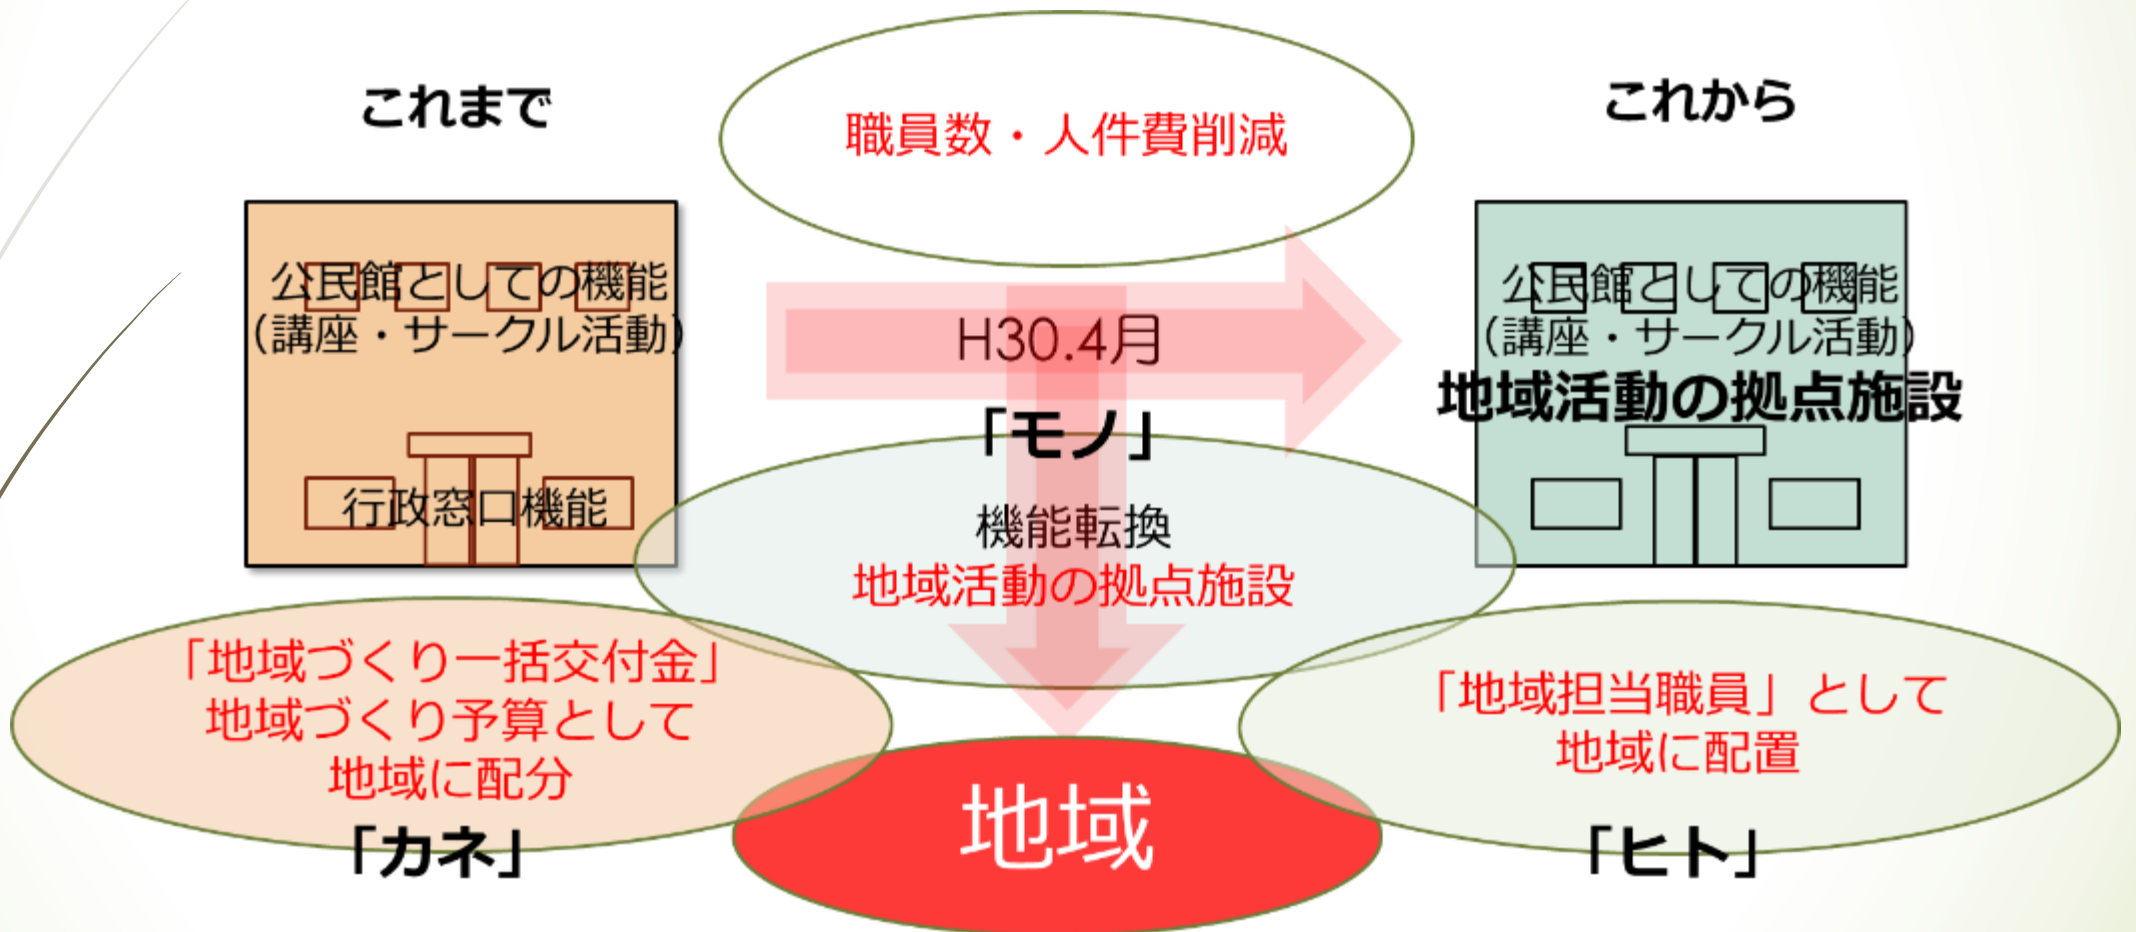 これまで
職員数・人件費削減
これから
公民館としての機能
（講座・サークル活動）
行政窓口機能
H30.4月
「モノ」
機能転換
地域活動の拠点施設
公民館としての機能
（講座・サークル活動）
地域活動の拠点施設
「地域づくり一括交付金」
地域づくり予算として
地域に配分
「カネ」
地域
「地域担当職員」として
地域に配置
「ヒト」